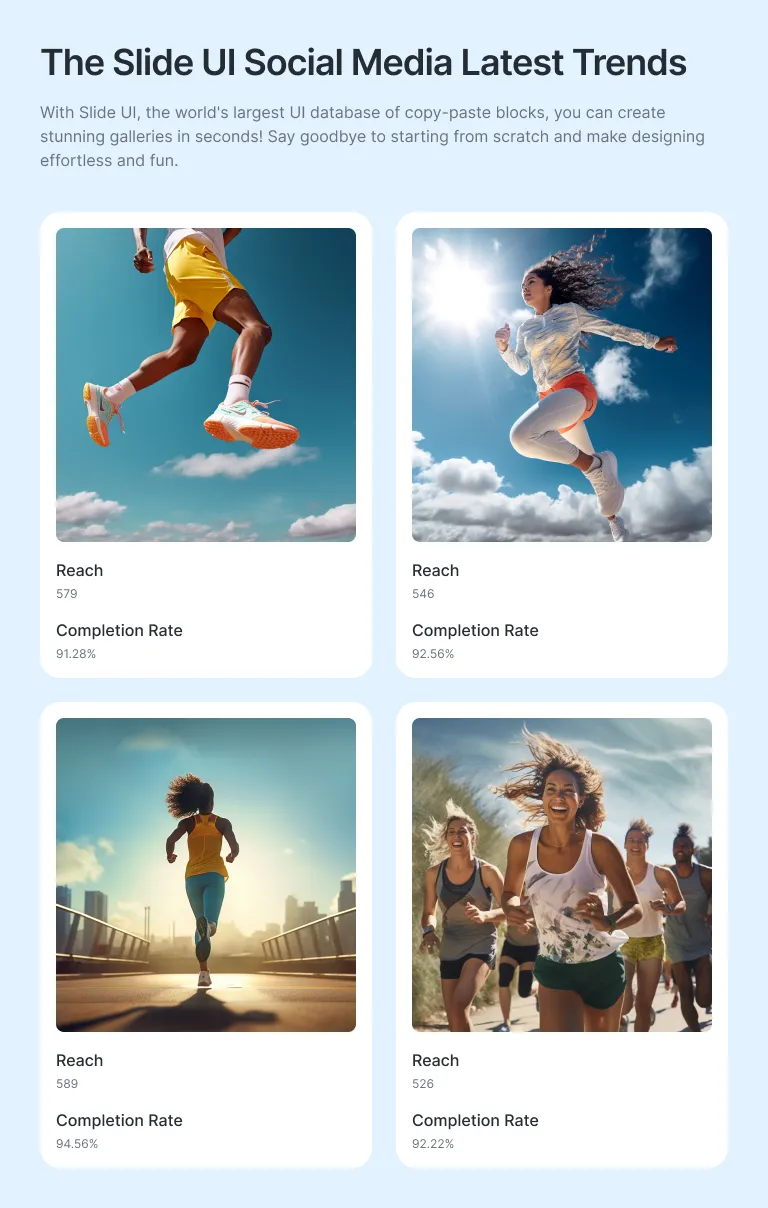 The Slide UI Social Media Latest Trends
With Slide UI, the world's largest UI database of copy-paste blocks, you can create
stunning galleries in seconds! Say goodbye to starting from scratch and make designing
effortless and fun.
Reach
579
Completion Rate
91.28%
Reach
546
Completion Rate
92.56%
Reach
589
Completion Rate
94.56%
Reach
526
Completion Rate
92.22%